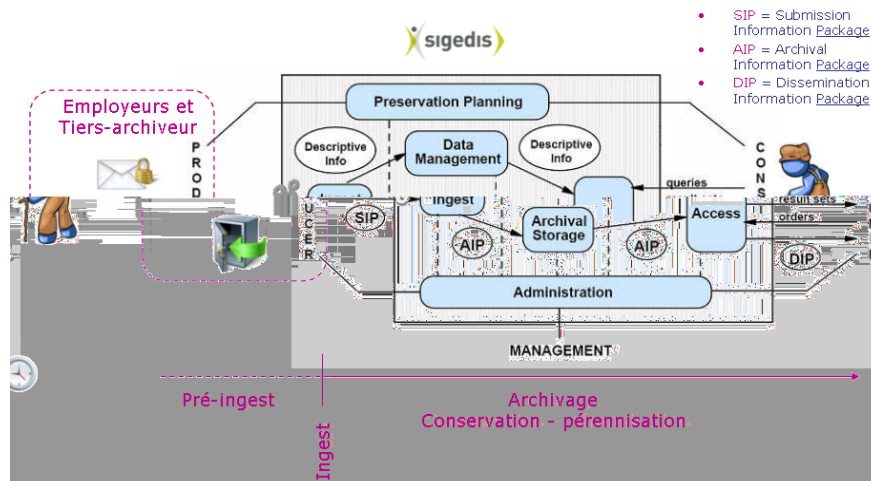 sigedis
• SIP = Submission
Information Package
• AIP = Archival
Information Package
• DIP = Dissemination
Information Package
Employeurs et
Tiers-archiveur
Preservation Planning
PRODUCER
Descriptive
Info
Data
Management
Descriptive
Info
CONS
queries
result sets
orders
Ingest
SIP
AIP
Archival
Storage
AIP
Access
DIP
Administration
MANAGEMENT
Pré-ingest
Ingest
Archivage
Conservation - pérennisation